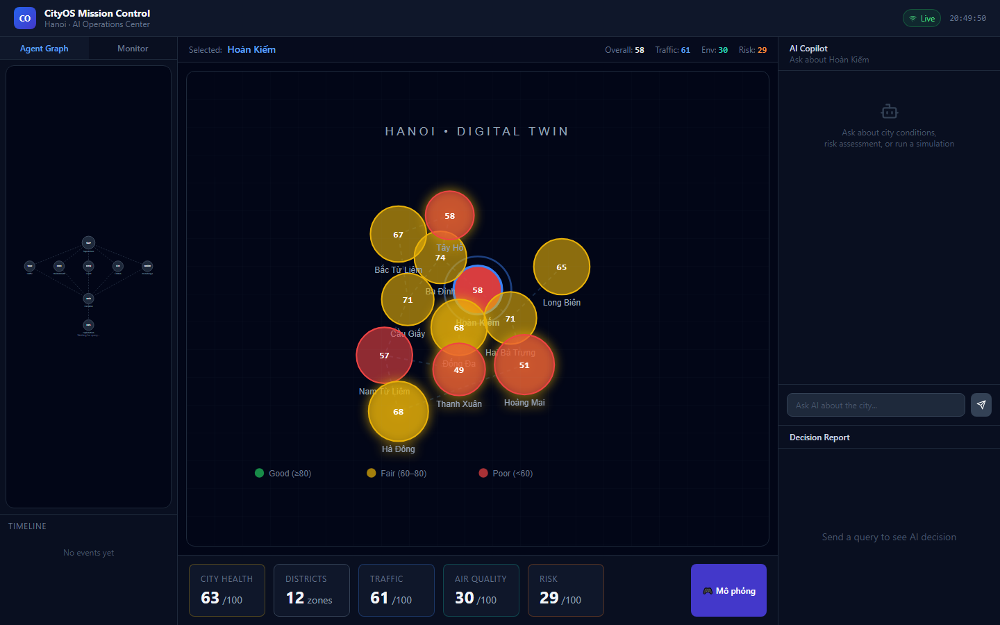 CO
CityOS Mission Control
Hanoi · AI Operations Center
Live
20:49:50
Agent Graph
Monitor
Selected: Hoàn Kiếm
Overall: 58 Traffic: 61 Env: 30 Risk: 29
AI Copilot
Ask about Hoàn Kiếm
Ask about city conditions,
risk assessment, or run a simulation
HANOI • DIGITAL TWIN
58
Tây Hồ
67
Bắc Từ Liêm
74
Ba Đình
65
Long Biên
58
Hoàn Kiếm
71
Cầu Giấy
71
Hai Bà Trưng
68
Đống Đa
57
Nam Từ Liêm
49
Thanh Xuân
51
Hoàng Mai
68
Hà Đông
Good (≥80)
Fair (60–80)
Poor (<60)
Ask AI about the city...
Decision Report
Send a query to see AI decision
TIMELINE
No events yet
CITY HEALTH
63 /100
DISTRICTS
12 zones
TRAFFIC
61 /100
AIR QUALITY
30 /100
RISK
29 /100
🎮 Mô phỏng